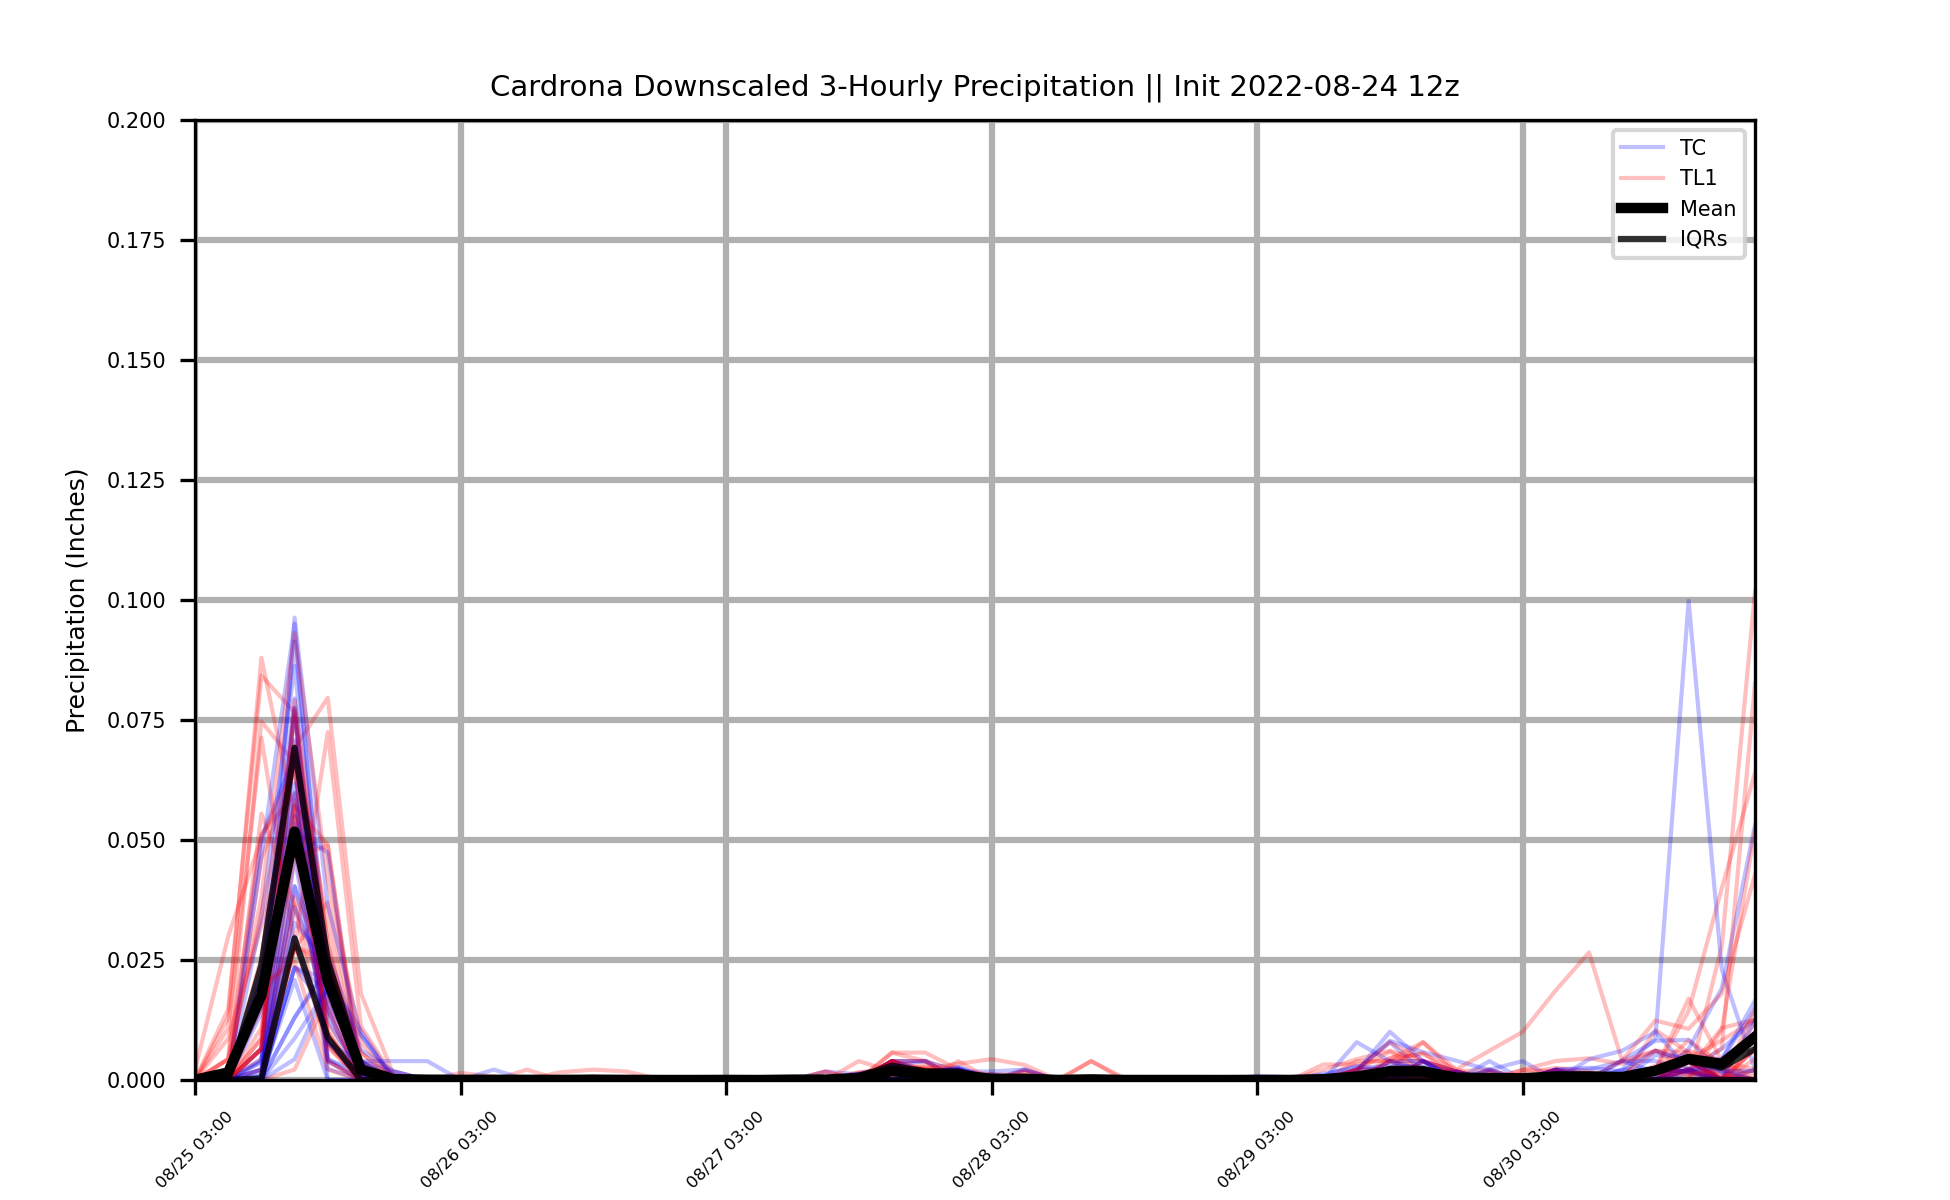 Cardrona Downscaled 3-Hourly Precipitation || Init 2022-08-24 12z
0.200
0.175
0.150
0.125
0.100
0.075
0.050
0.025
0.000
Precipitation (Inches)
TC
TL1
Mean
IQRs
08/25 03:00
08/26 03:00
08/27 03:00
08/28 03:00
08/29 03:00
08/30 03:00